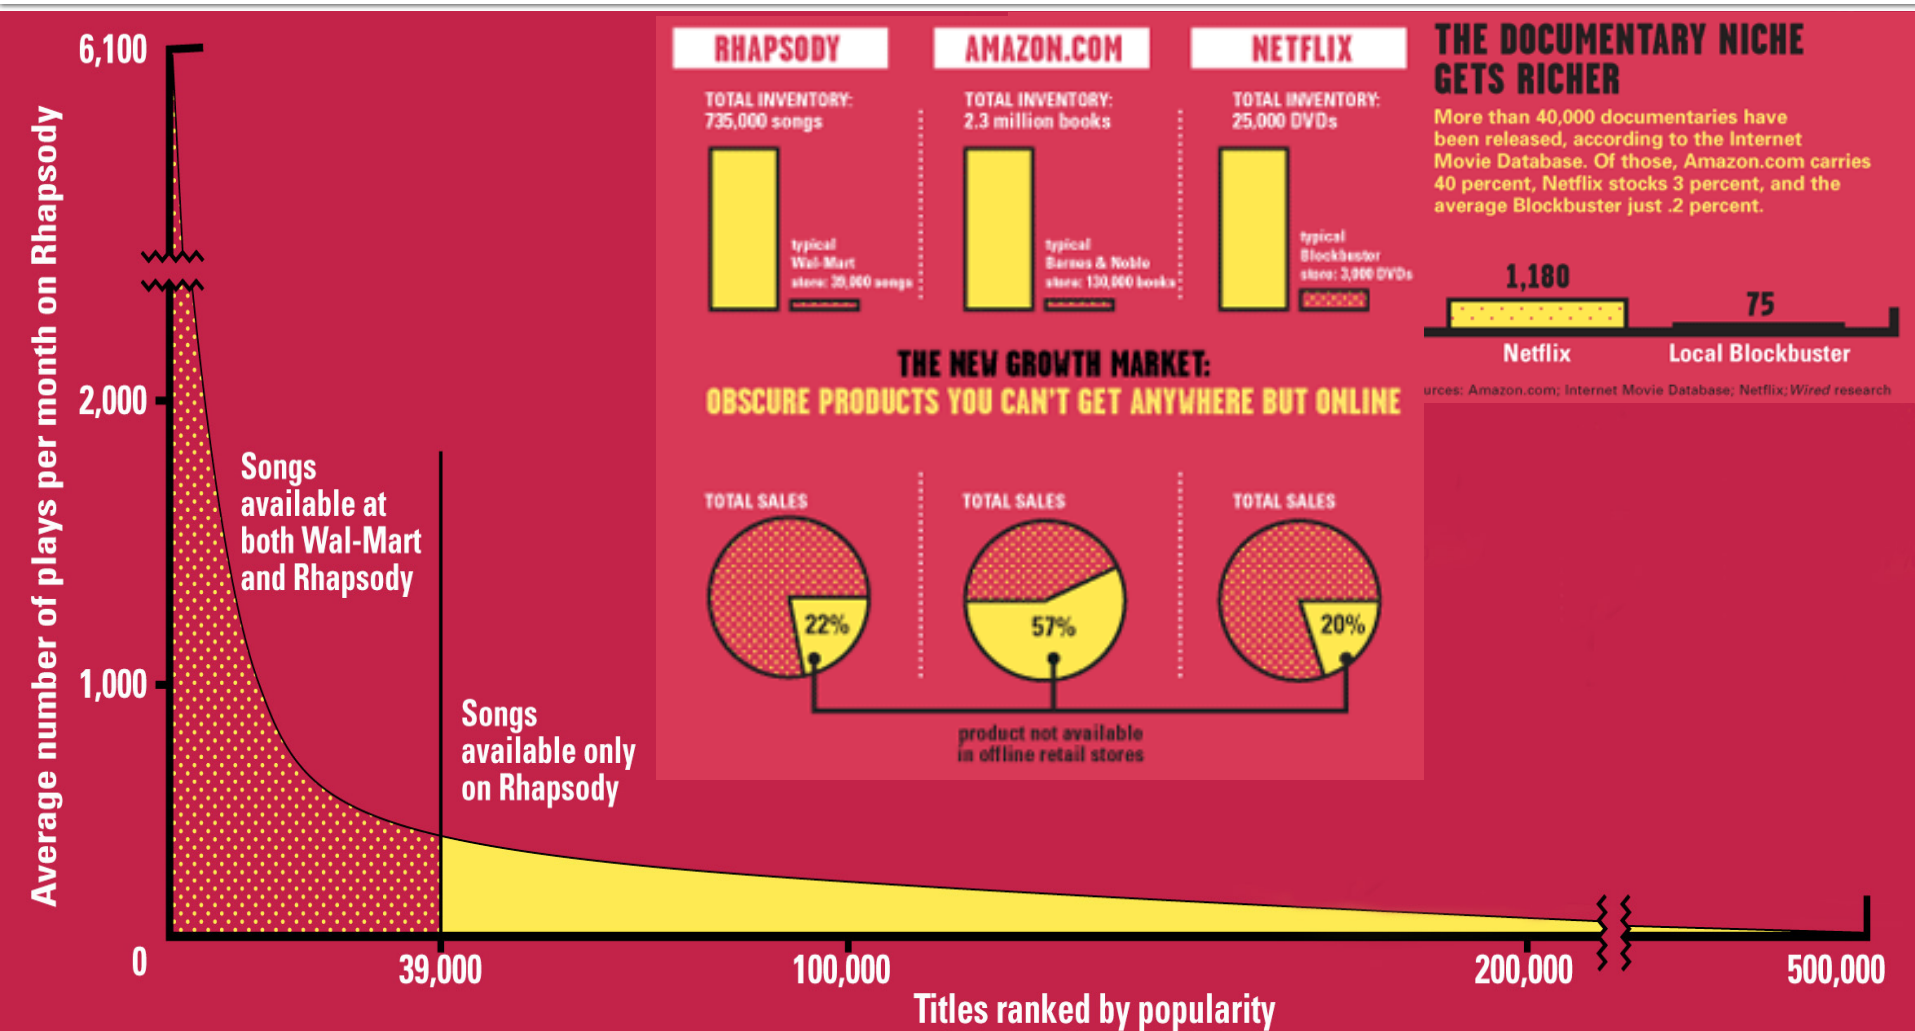 6,100
2,000
1,000
0
Average number of plays per month on Rhapsody
Songs
available at
both Wal-Mart
and Rhapsody
Songs
available only
on Rhapsody
39,000
100,000
200,000
500,000
Titles ranked by popularity
RHAPSODY
TOTAL INVENTORY:
735,000 songs
typical
Wal-Mart
store: 39,000 songs
AMAZON.COM
TOTAL INVENTORY:
2.3 million books
typical
Barnes & Noble
store: 130,000 books
NETFLIX
TOTAL INVENTORY:
25,000 DVDs
typical
Blockbuster
store: 3,000 DVDs
THE NEW GROWTH MARKET:
OBSCURE PRODUCTS YOU CAN'T GET ANYWHERE BUT ONLINE
TOTAL SALES
22%
TOTAL SALES
57%
TOTAL SALES
20%
product not available
in offline retail stores
THE DOCUMENTARY NICHE
GETS RICHER
More than 40,000 documentaries have
been released, according to the Internet
Movie Database. Of those, Amazon.com carries
40 percent, Netflix stocks 3 percent, and the
average Blockbuster just .2 percent.
1,180
75
Netflix
Local Blockbuster
urces: Amazon.com; Internet Movie Database; Netflix; Wired research